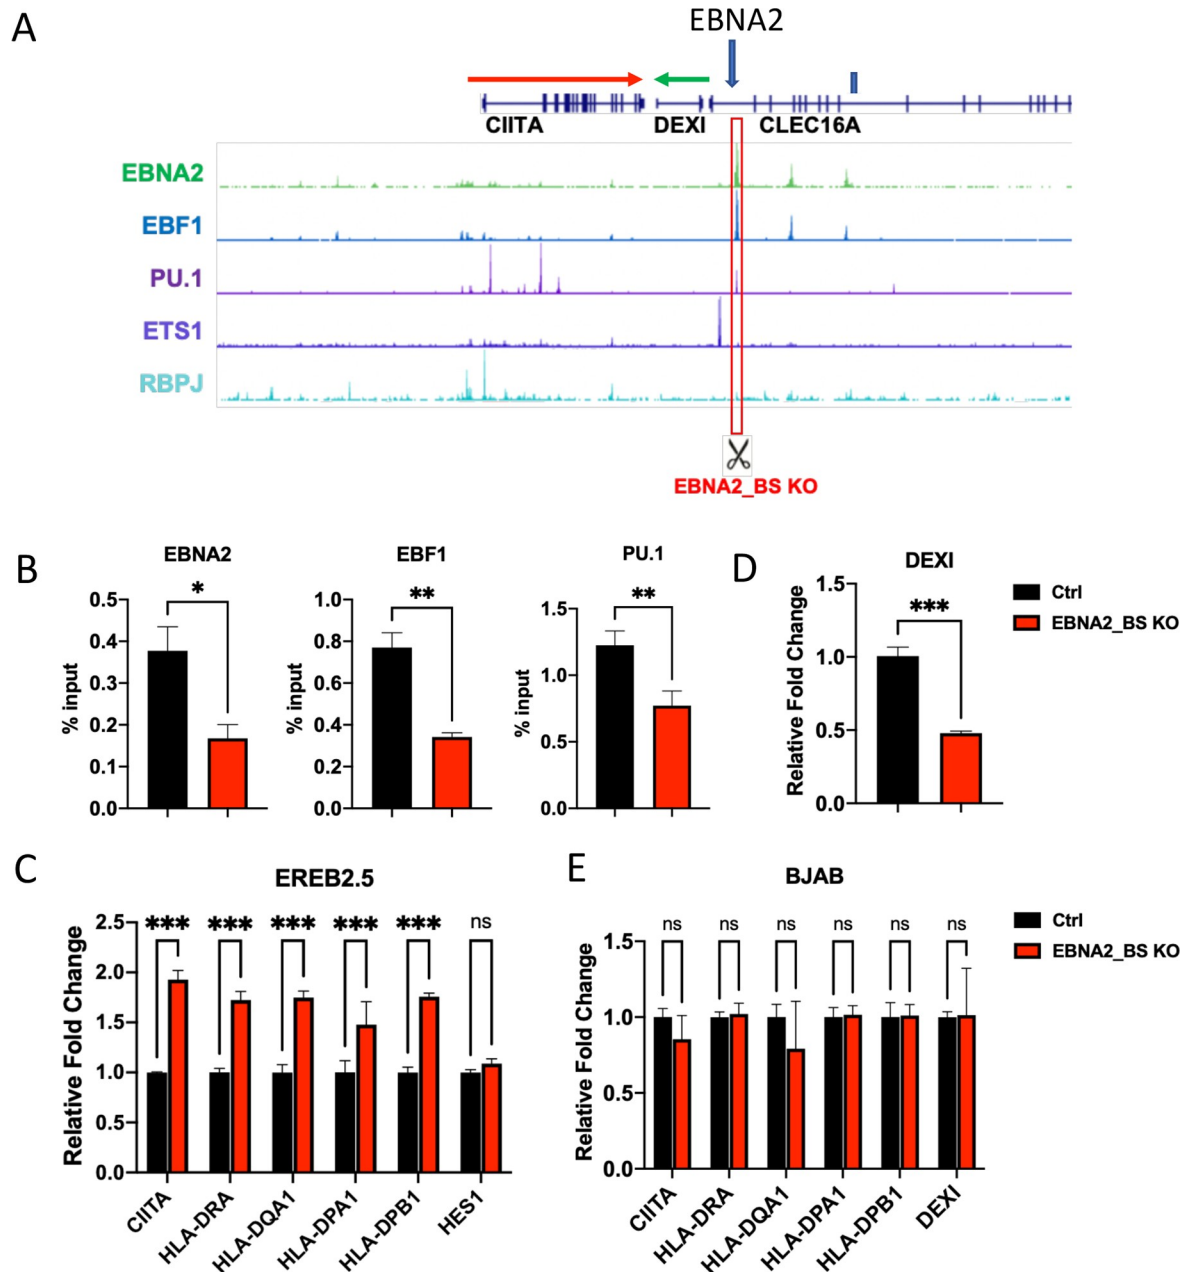 A
EBNA2
CIITA DEXI CLEC16A
EBNA2
EBF1
PU.1
ETS1
RBPJ
EBNA2_BS KO
B
EBNA2
*
% input
0.5
0.4
0.3
0.2
0.1
0.0
EBF1
**
% input
1.0
0.8
0.6
0.4
0.2
0.0
PU.1
**
% input
1.5
1.0
0.5
0.0
D
DEXI
***
Relative Fold Change
1.5
1.0
0.5
0.0
Ctrl
EBNA2_BS KO
C
EREB2.5
*** *** *** *** *** ns
Relative Fold Change
2.5
2.0
1.5
1.0
0.5
0.0
CIITA
HLA-DRA
HLA-DQA1
HLA-DPA1
HLA-DPB1
HES1
E
BJAB
ns ns ns ns ns ns
Relative Fold Change
1.5
1.0
0.5
0.0
CIITA
HLA-DRA
HLA-DQA1
HLA-DPA1
HLA-DPB1
DEXI
Ctrl
EBNA2_BS KO